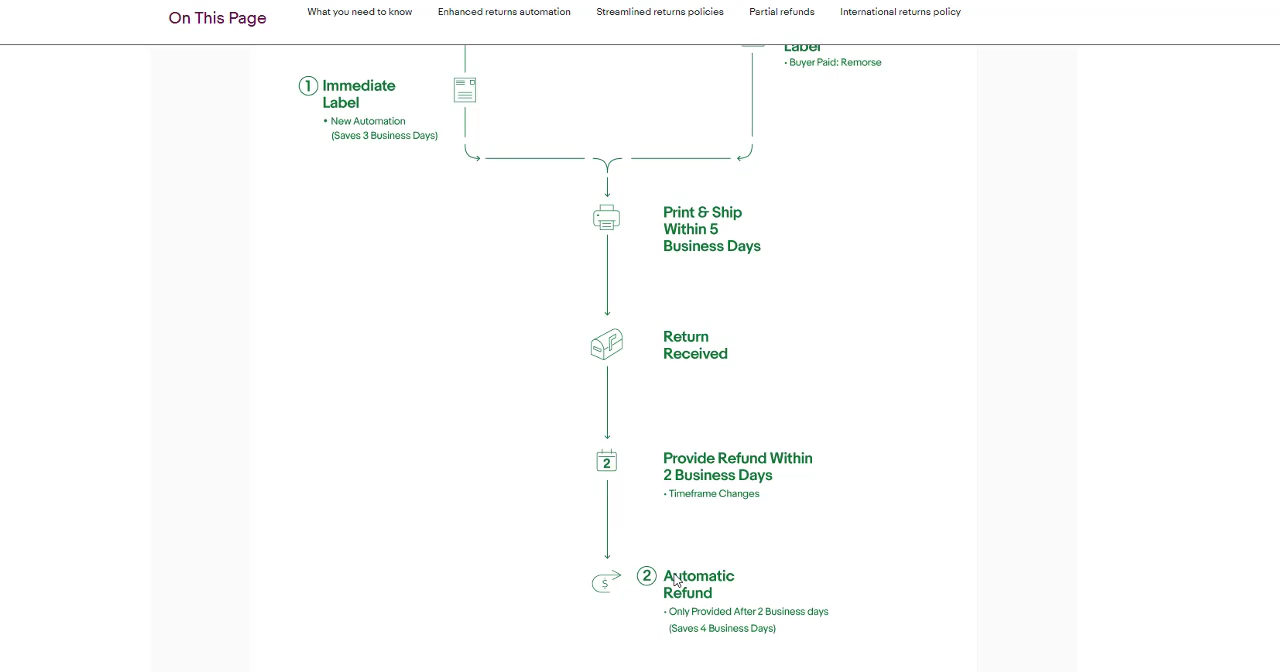 On This Page
What you need to know
Enhanced returns automation
Streamlined returns policies
Partial refunds
International returns policy
Label
• Buyer Paid: Remorse
1 Immediate
Label
• New Automation
(Saves 3 Business Days)
Print & Ship
Within 5
Business Days
Return
Received
2
Provide Refund Within
2 Business Days
• Timeframe Changes
$
2 Automatic
Refund
• Only Provided After 2 Business days
(Saves 4 Business Days)